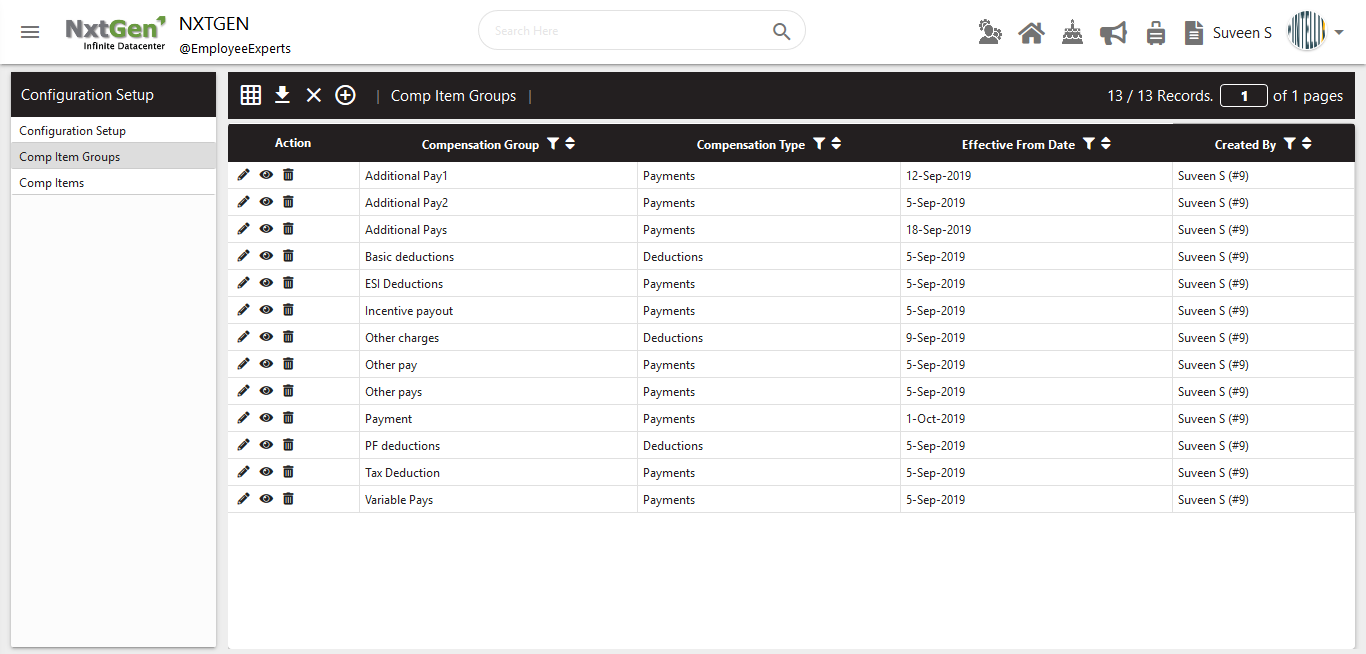 NxtGen
Infinite Datacenter
NXTGEN
@EmployeeExperts
Search Here
Suveen S
INTELLI
Configuration Setup
Configuration Setup
Comp Item Groups
Comp Items
| Comp Item Groups |
13 / 13 Records. 1 of 1 pages
Action Compensation Group Compensation Type Effective From Date Created By
Additional Pay1 Payments 12-Sep-2019 Suveen S (#9)
Additional Pay2 Payments 5-Sep-2019 Suveen S (#9)
Additional Pays Payments 18-Sep-2019 Suveen S (#9)
Basic deductions Deductions 5-Sep-2019 Suveen S (#9)
ESI Deductions Payments 5-Sep-2019 Suveen S (#9)
Incentive payout Payments 5-Sep-2019 Suveen S (#9)
Other charges Deductions 9-Sep-2019 Suveen S (#9)
Other pay Payments 5-Sep-2019 Suveen S (#9)
Other pays Payments 5-Sep-2019 Suveen S (#9)
Payment Payments 1-Oct-2019 Suveen S (#9)
PF deductions Deductions 5-Sep-2019 Suveen S (#9)
Tax Deduction Payments 5-Sep-2019 Suveen S (#9)
Variable Pays Payments 5-Sep-2019 Suveen S (#9)